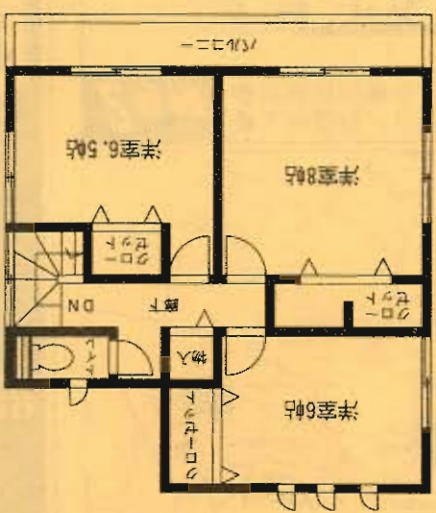 洋室6帖
クローゼット
物入
トイレ
クロー
ゼット
廊下
DN
クロー
ゼット
洋室8帖
洋室6.5帖
バルコニー